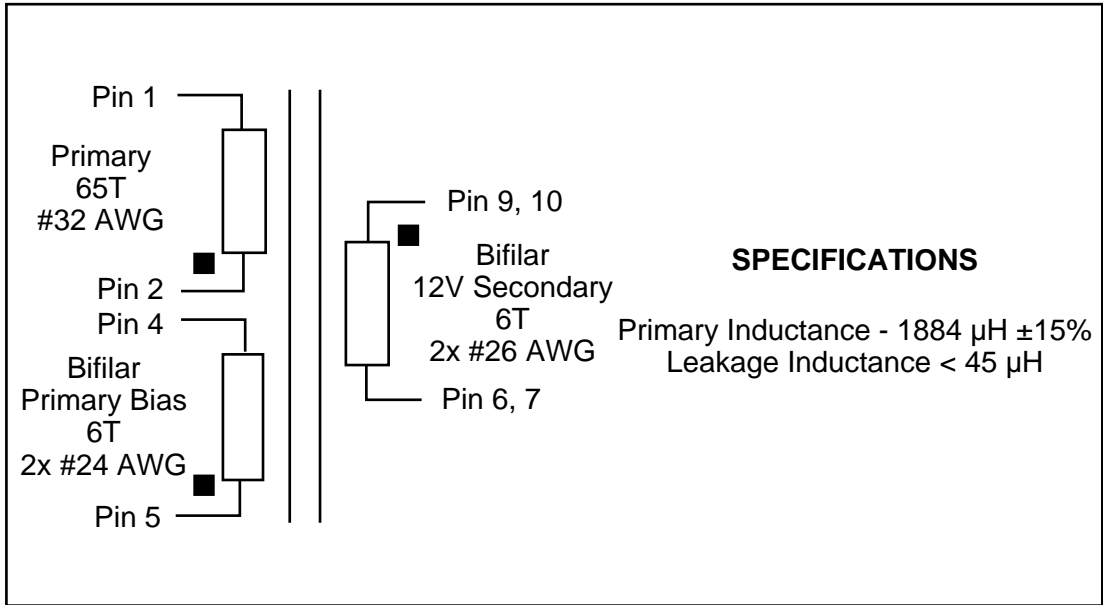 Pin 1
Primary
65T
#32 AWG
Pin 2
Pin 4
Bifilar
Primary Bias
6T
2x #24 AWG
Pin 5
Pin 9, 10
Bifilar
12V Secondary
6T
2x #26 AWG
Pin 6, 7
SPECIFICATIONS
Primary Inductance - 1884 µH ±15%
Leakage Inductance < 45 µH